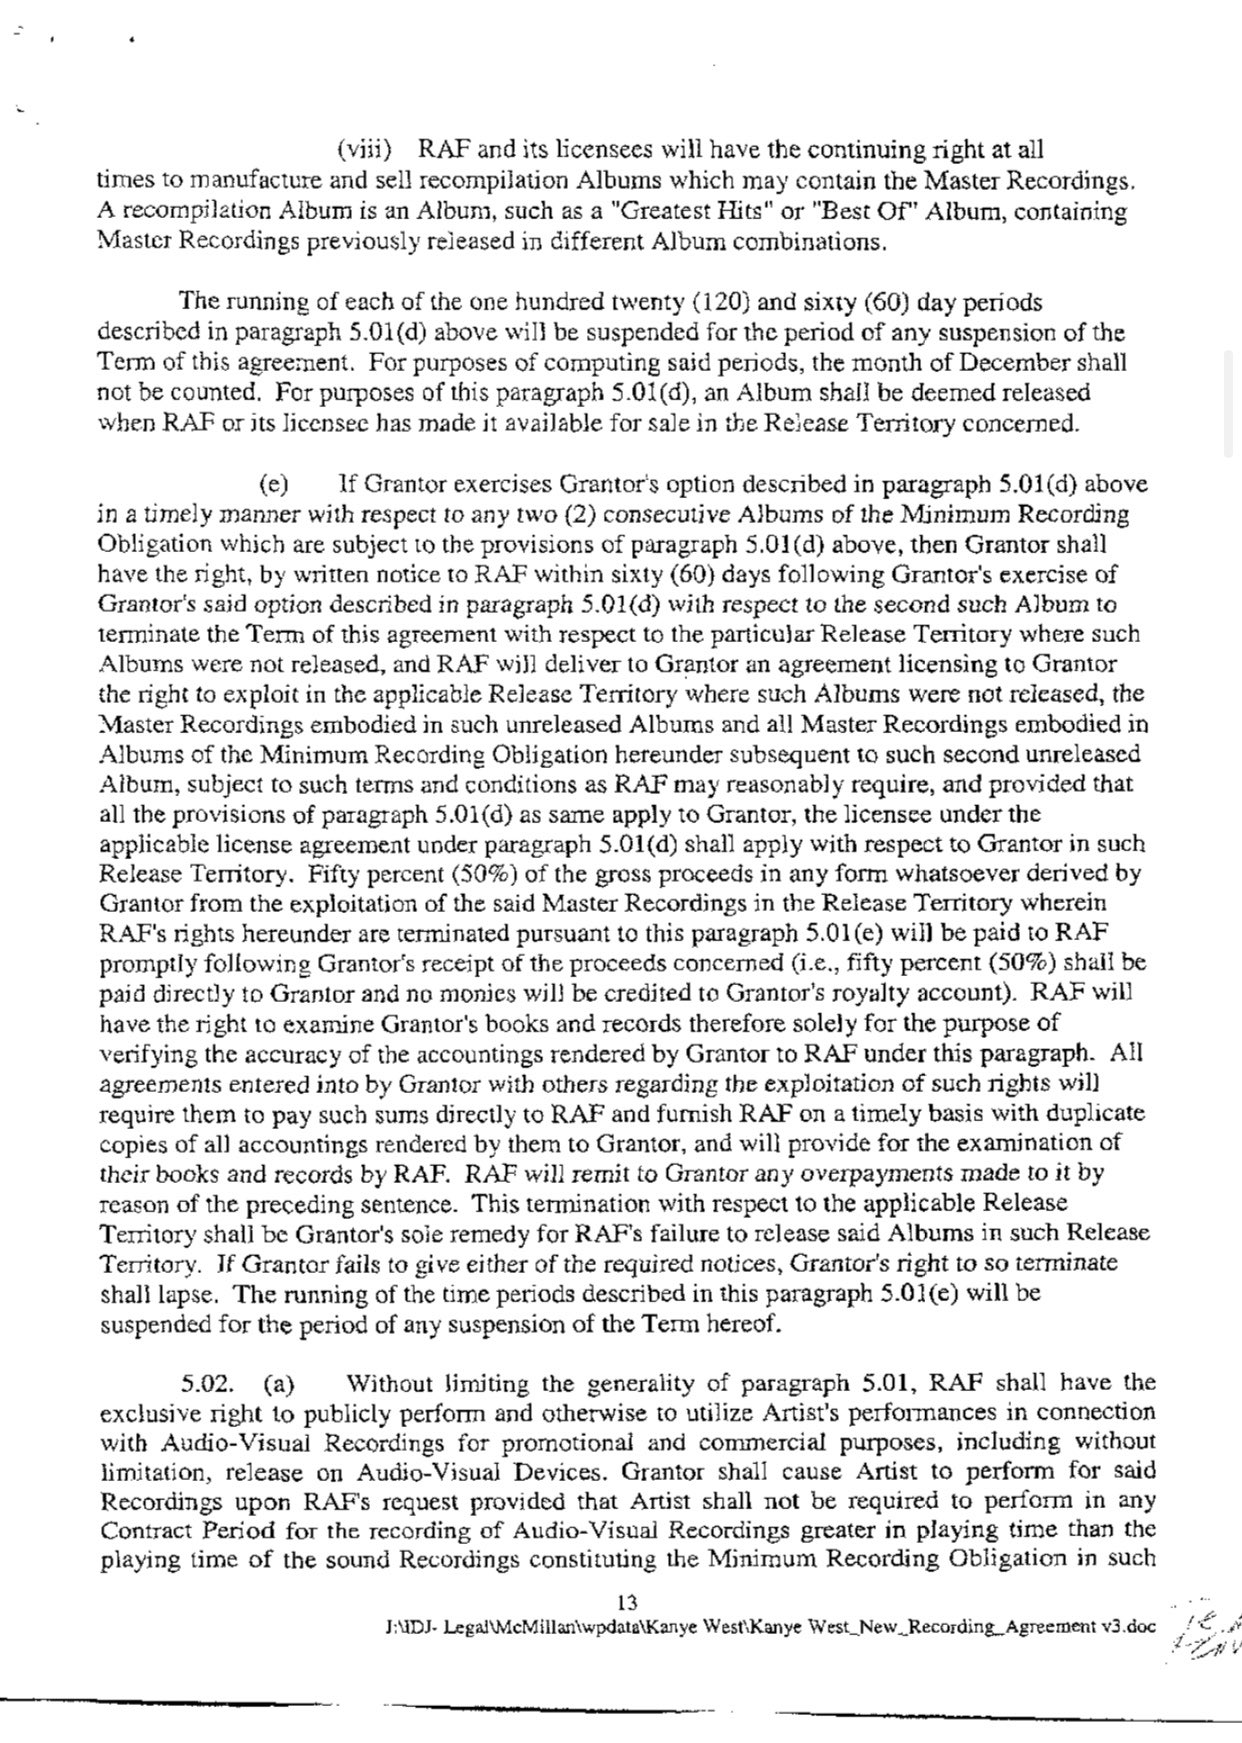 (viii) RAF and its licensees will have the continuing right at all
times to manufacture and sell recompilation Albums which may contain the Master Recordings.
A recompilation Album is an Album, such as a "Greatest Hits" or "Best Of" Album, containing
Master Recordings previously released in different Album combinations.
The running of each of the one hundred twenty (120) and sixty (60) day periods
described in paragraph 5.01(d) above will be suspended for the period of any suspension of the
Term of this agreement. For purposes of computing said periods, the month of December shall
not be counted. For purposes of this paragraph 5.01(d), an Album shall be deemed released
when RAF or its licensee has made it available for sale in the Release Territory concerned.
(e) If Grantor exercises Grantor's option described in paragraph 5.01(d) above
in a timely manner with respect to any two (2) consecutive Albums of the Minimum Recording
Obligation which are subject to the provisions of paragraph 5.01(d) above, then Grantor shall
have the right, by written notice to RAF within sixty (60) days following Grantor's exercise of
Grantor's said option described in paragraph 5.01(d) with respect to the second such Album to
terminate the Term of this agreement with respect to the particular Release Territory where such
Albums were not released, and RAF will deliver to Grantor an agreement licensing to Grantor
the right to exploit in the applicable Release Territory where such Albums were not released, the
Master Recordings embodied in such unreleased Albums and all Master Recordings embodied in
Albums of the Minimum Recording Obligation hereunder subsequent to such second unreleased
Album, subject to such terms and conditions as RAF may reasonably require, and provided that
all the provisions of paragraph 5.01(d) as same apply to Grantor, the licensee under the
applicable license agreement under paragraph 5.01(d) shall apply with respect to Grantor in such
Release Territory. Fifty percent (50%) of the gross proceeds in any form whatsoever derived by
Grantor from the exploitation of the said Master Recordings in the Release Territory wherein
RAF's rights hereunder are terminated pursuant to this paragraph 5.01(e) will be paid to RAF
promptly following Grantor's receipt of the proceeds concerned (i.e., fifty percent (50%) shall be
paid directly to Grantor and no monies will be credited to Grantor's royalty account). RAF will
have the right to examine Grantor's books and records therefore solely for the purpose of
verifying the accuracy of the accountings rendered by Grantor to RAF under this paragraph. All
agreements entered into by Grantor with others regarding the exploitation of such rights will
require them to pay such sums directly to RAF and furnish RAF on a timely basis with duplicate
copies of all accountings rendered by them to Grantor, and will provide for the examination of
their books and records by RAF. RAF will remit to Grantor any overpayments made to it by
reason of the preceding sentence. This termination with respect to the applicable Release
Territory shall be Grantor's sole remedy for RAF's failure to release said Albums in such Release
Territory. If Grantor fails to give either of the required notices, Grantor's right to so terminate
shall lapse. The running of the time periods described in this paragraph 5.01(e) will be
suspended for the period of any suspension of the Term hereof.
5.02. (a) Without limiting the generality of paragraph 5.01, RAF shall have the
exclusive right to publicly perform and otherwise to utilize Artist's performances in connection
with Audio-Visual Recordings for promotional and commercial purposes, including without
limitation, release on Audio-Visual Devices. Grantor shall cause Artist to perform for said
Recordings upon RAF's request provided that Artist shall not be required to perform in any
Contract Period for the recording of Audio-Visual Recordings greater in playing time than the
playing time of the sound Recordings constituting the Minimum Recording Obligation in such
13
J:\IDJ- Legal\McMillan\wpdata\Kanye West\Kanye West_New_Recording_Agreement v3.doc